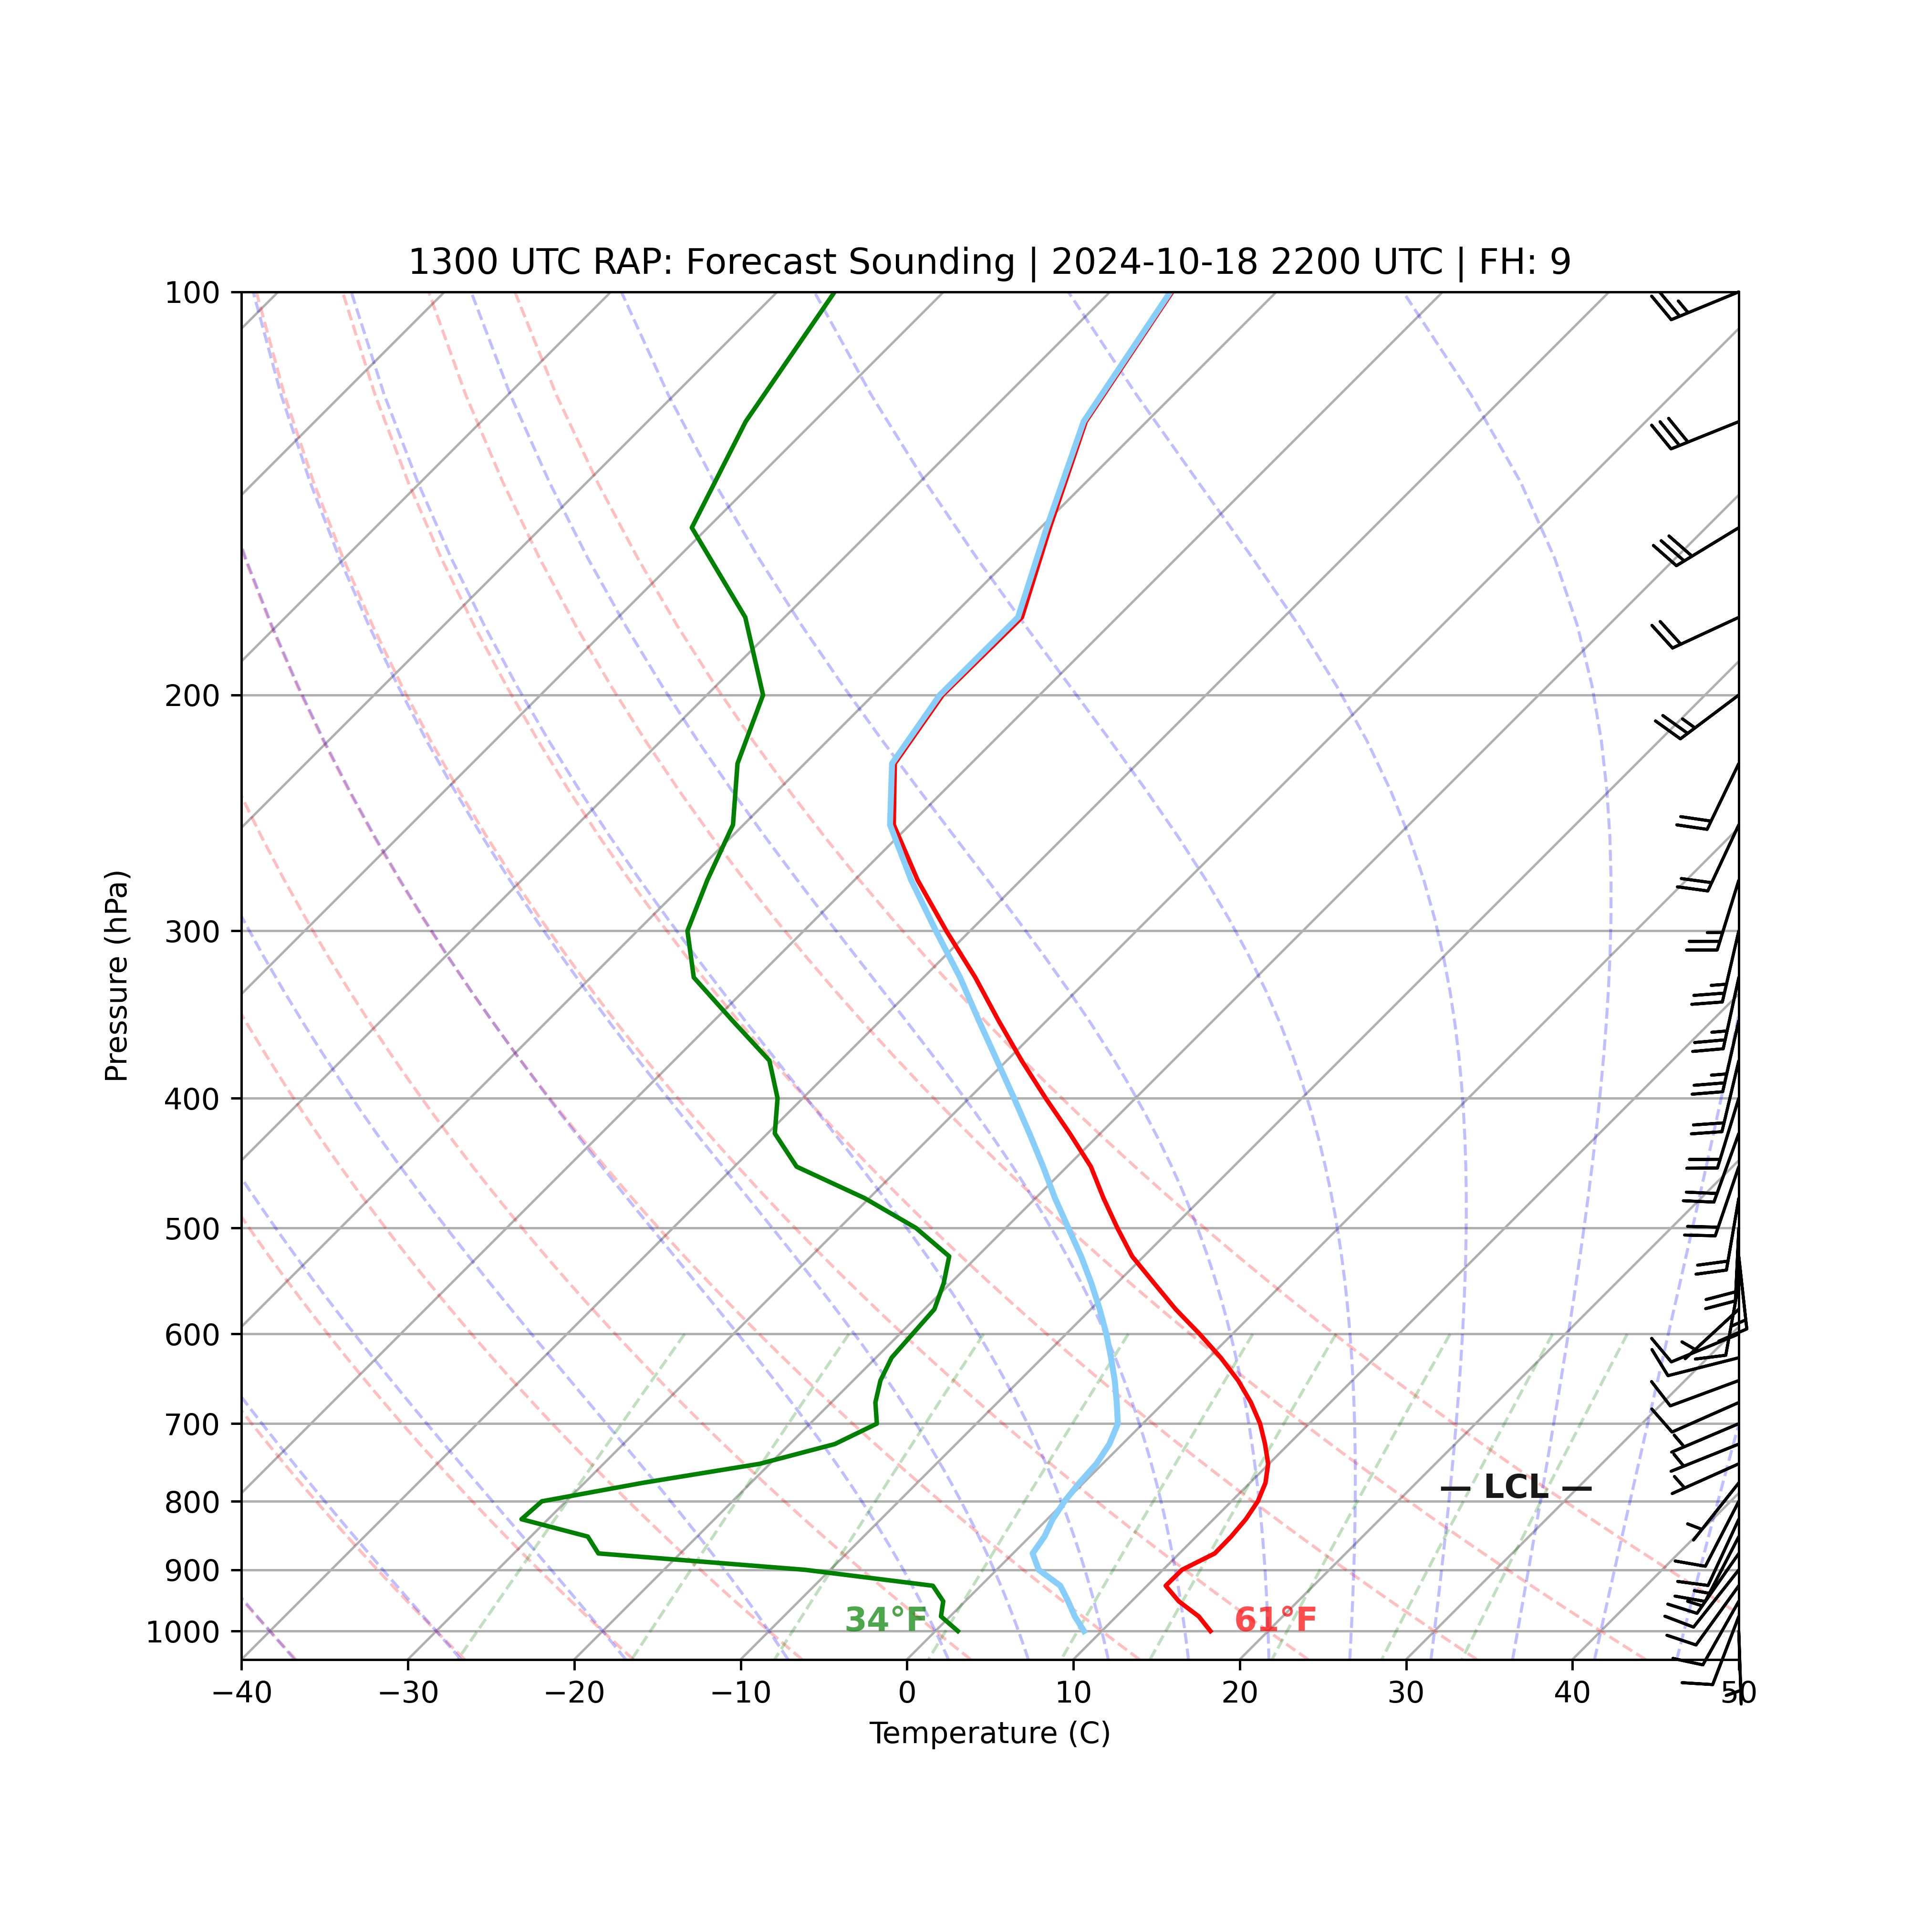 1300 UTC RAP: Forecast Sounding | 2024-10-18 2200 UTC | FH: 9
100
200
300
400
500
600
700
800
900
1000
Pressure (hPa)
— LCL —
34°F
61°F
−40 −30 −20 −10 0 10 20 30 40 50
Temperature (C)